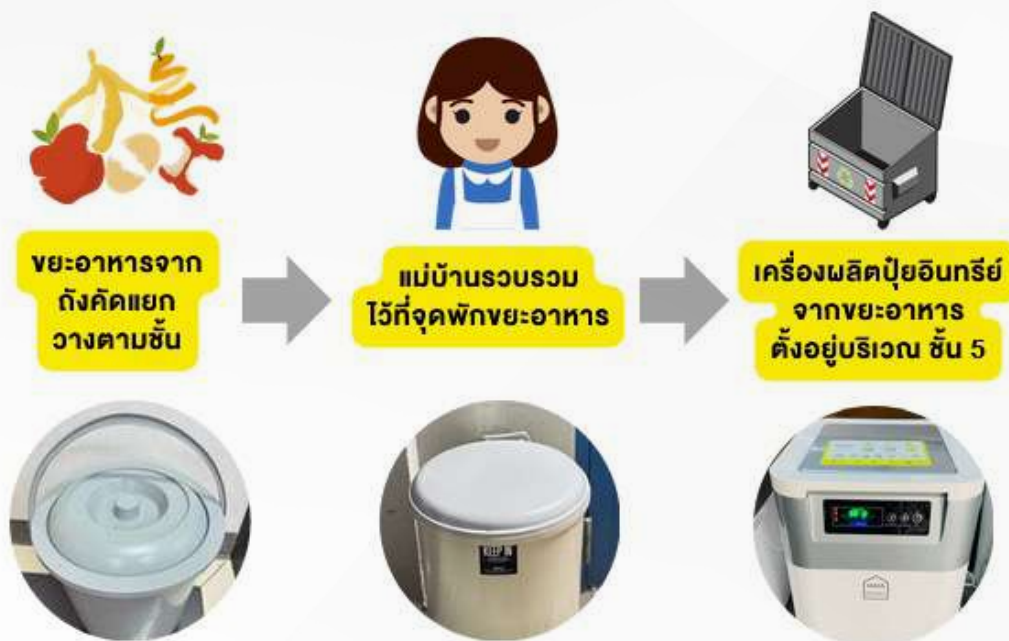 ขยะอาหารจาก
ถังคัดแยก
วางตามชั้น
แม่บ้านรวบรวม
ไว้ที่จุดพักขยะอาหาร
เครื่องผลิตปุ๋ยอินทรีย์
จากขยะอาหาร
ตั้งอยู่บริเวณ ชั้น 5